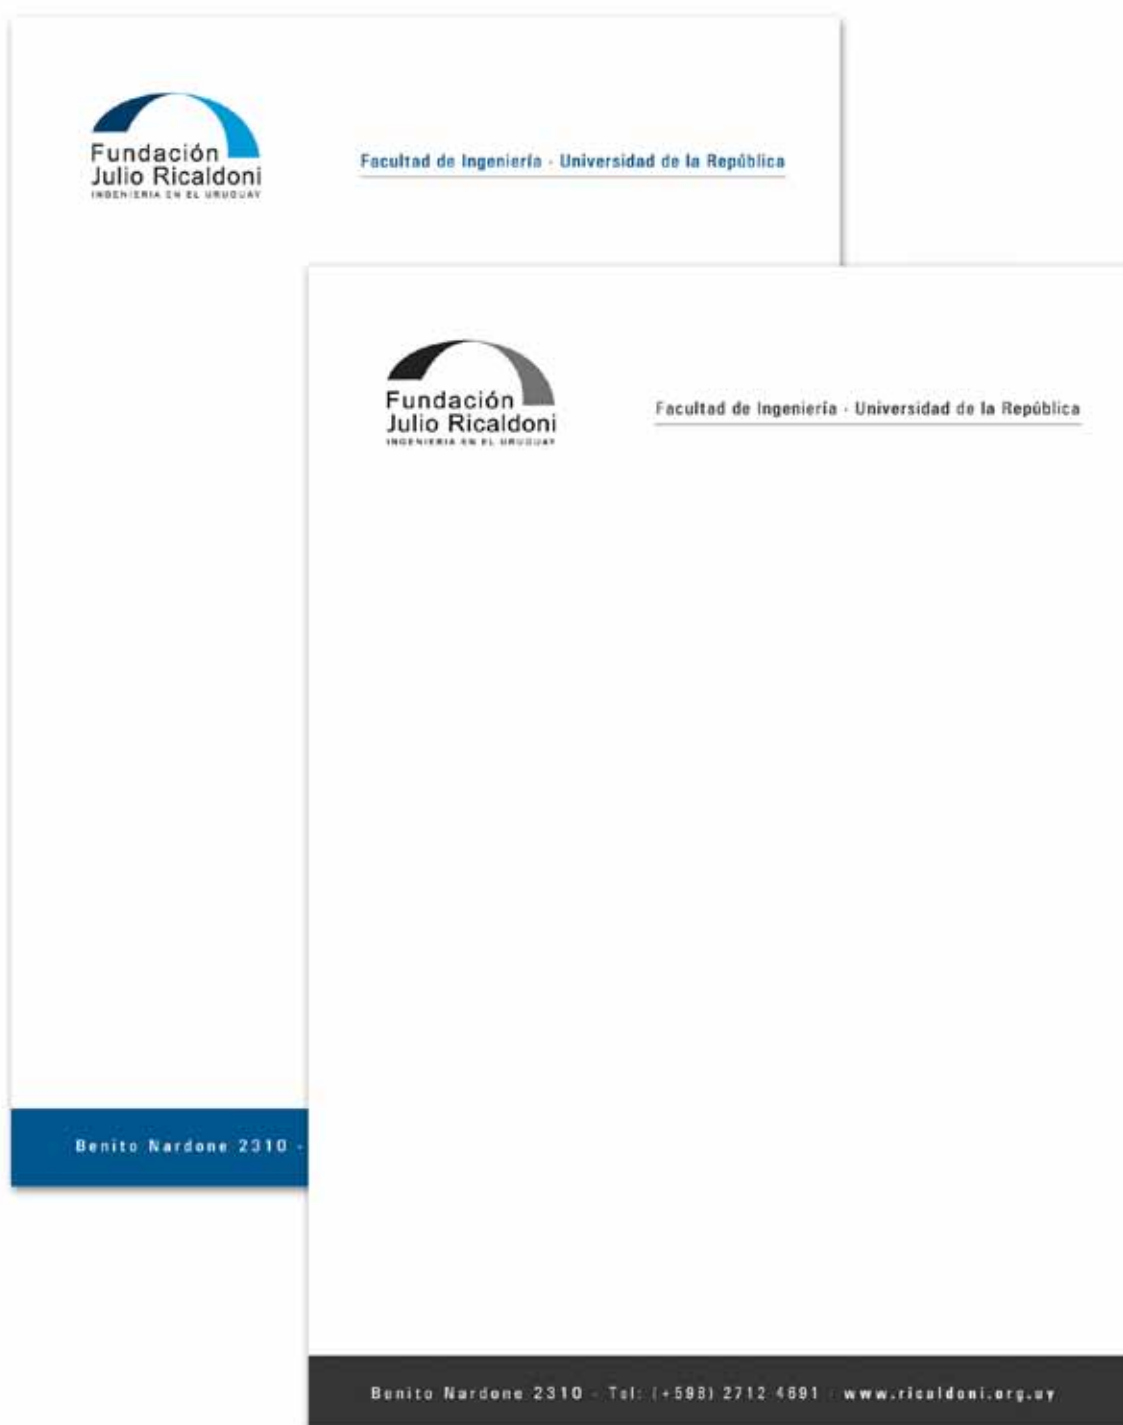 Fundación
Julio Ricaldoni
INGENIERIA EN EL URUGUAY
Facultad de Ingeniería - Universidad de la República
Fundación
Julio Ricaldoni
INGENIERIA EN EL URUGUAY
Facultad de Ingeniería - Universidad de la República
Benito Nardone 2310 -
Benito Nardone 2310 - Tel: (+598) 2712 4691 - www.ricaldoni.org.uy